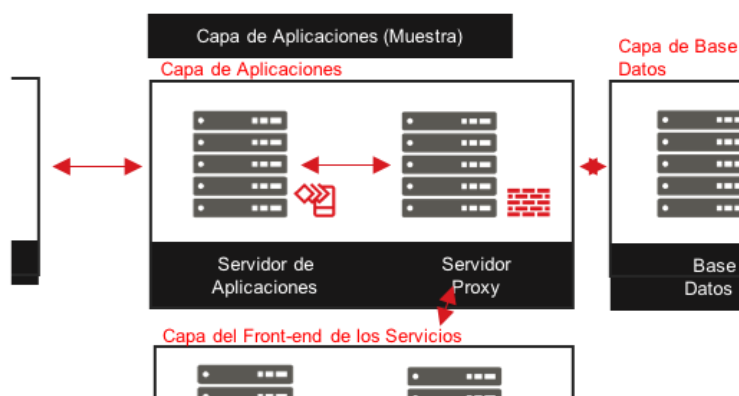 Capa de Aplicaciones (Muestra)
Capa de Aplicaciones
Capa de Base
Datos
Servidor de
Aplicaciones
Servidor
Proxy
Base
Datos
Capa del Front-end de los Servicios